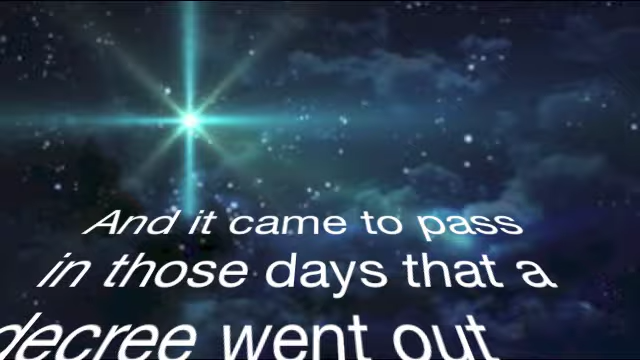 And it came to pass
in those days that a
decree went out